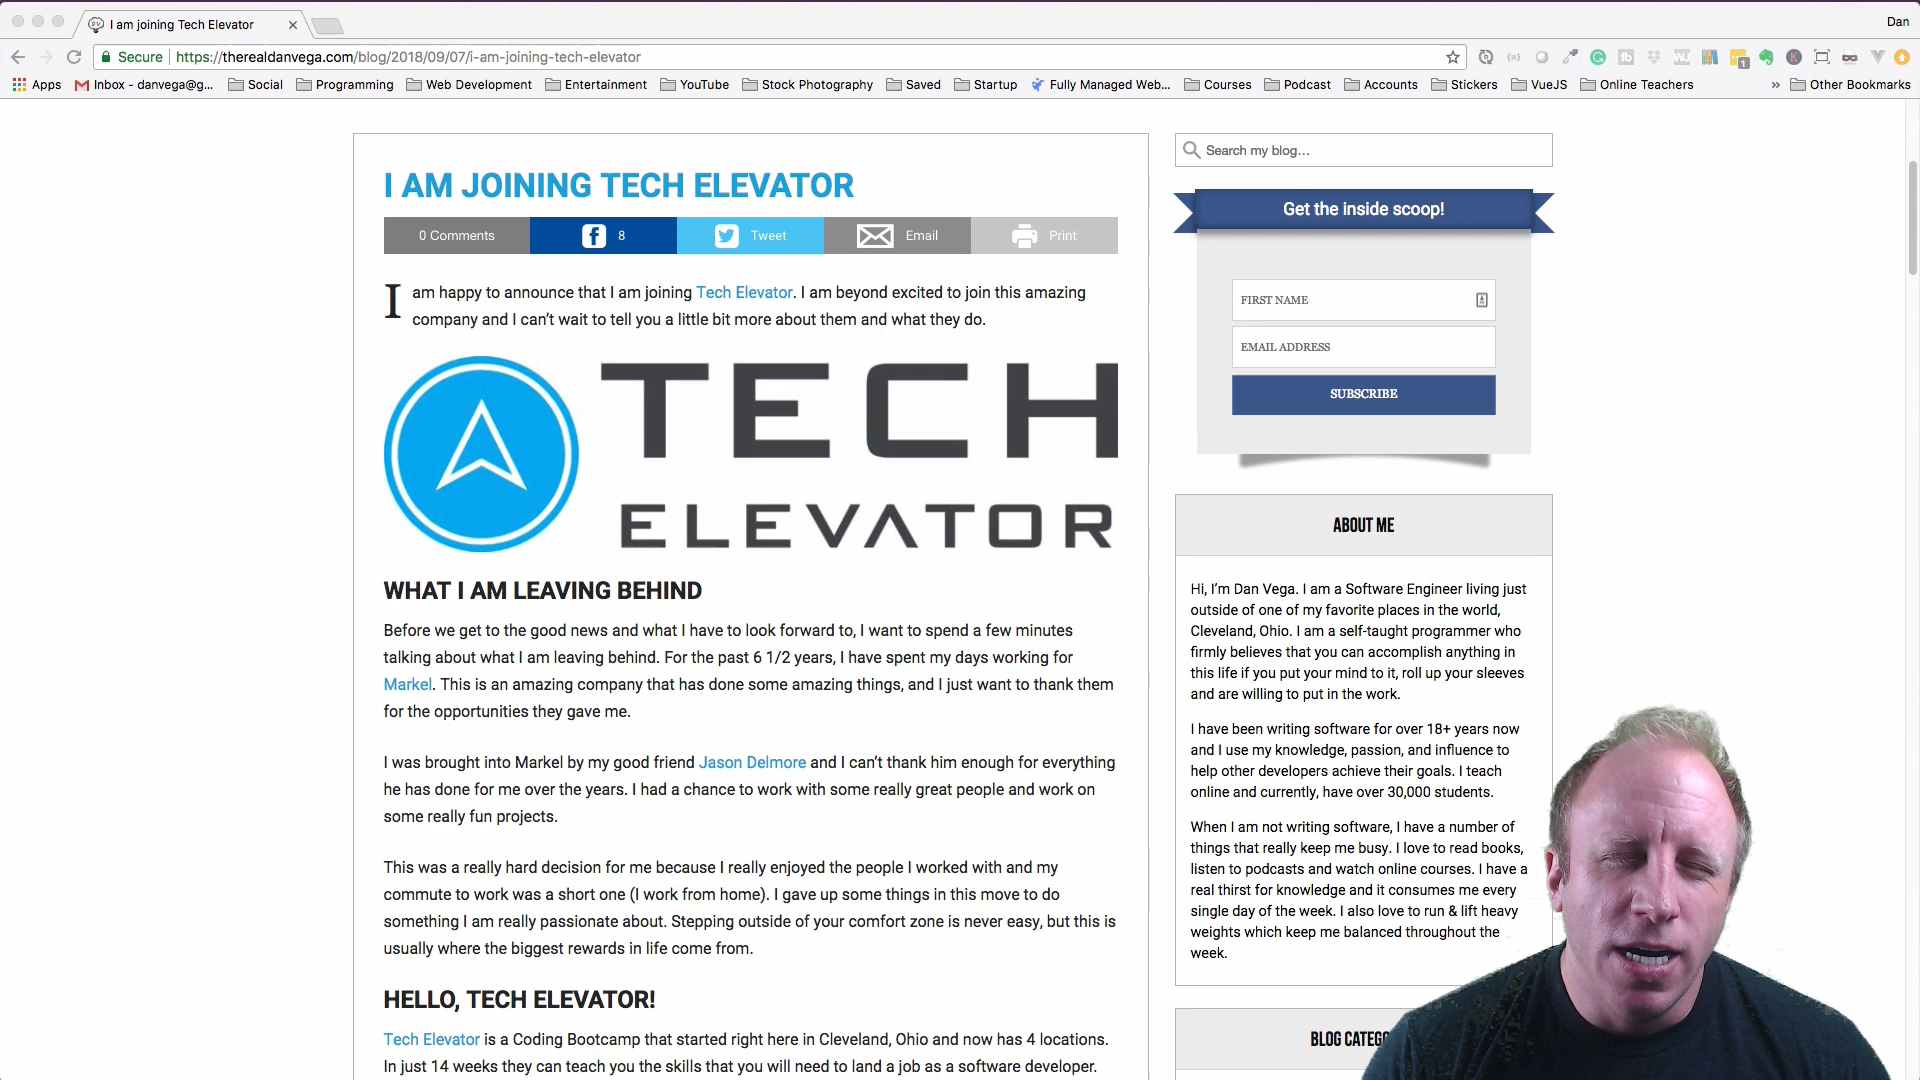 I am joining Tech Elevator
Dan
Secure
https://therealdanvega.com/blog/2018/09/07/i-am-joining-tech-elevator
Apps
Inbox - danvega@g...
Social
Programming
Web Development
Entertainment
YouTube
Stock Photography
Saved
Startup
Fully Managed Web...
Courses
Podcast
Accounts
Stickers
VueJS
Online Teachers
»
Other Bookmarks
I AM JOINING TECH ELEVATOR
0 Comments
8
Tweet
Email
Print
I am happy to announce that I am joining Tech Elevator. I am beyond excited to join this amazing
company and I can't wait to tell you a little bit more about them and what they do.
TECH
ELEVATOR
WHAT I AM LEAVING BEHIND
Before we get to the good news and what I have to look forward to, I want to spend a few minutes
talking about what I am leaving behind. For the past 6 1/2 years, I have spent my days working for
Markel. This is an amazing company that has done some amazing things, and I just want to thank them
for the opportunities they gave me.
I was brought into Markel by my good friend Jason Delmore and I can't thank him enough for everything
he has done for me over the years. I had a chance to work with some really great people and work on
some really fun projects.
This was a really hard decision for me because I really enjoyed the people I worked with and my
commute to work was a short one (I work from home). I gave up some things in this move to do
something I am really passionate about. Stepping outside of your comfort zone is never easy, but this is
usually where the biggest rewards in life come from.
HELLO, TECH ELEVATOR!
Tech Elevator is a Coding Bootcamp that started right here in Cleveland, Ohio and now has 4 locations.
In just 14 weeks they can teach you the skills that you will need to land a job as a software developer.
Search my blog...
Get the inside scoop!
FIRST NAME
EMAIL ADDRESS
SUBSCRIBE
ABOUT ME
Hi, I'm Dan Vega. I am a Software Engineer living just
outside of one of my favorite places in the world,
Cleveland, Ohio. I am a self-taught programmer who
firmly believes that you can accomplish anything in
this life if you put your mind to it, roll up your sleeves
and are willing to put in the work.
I have been writing software for over 18+ years now
and I use my knowledge, passion, and influence to
help other developers achieve their goals. I teach
online and currently, have over 30,000 students.
When I am not writing software, I have a number of
things that really keep me busy. I love to read books,
listen to podcasts and watch online courses. I have a
real thirst for knowledge and it consumes me every
single day of the week. I also love to run & lift heavy
weights which keep me balanced throughout the
week.
BLOG CATEG